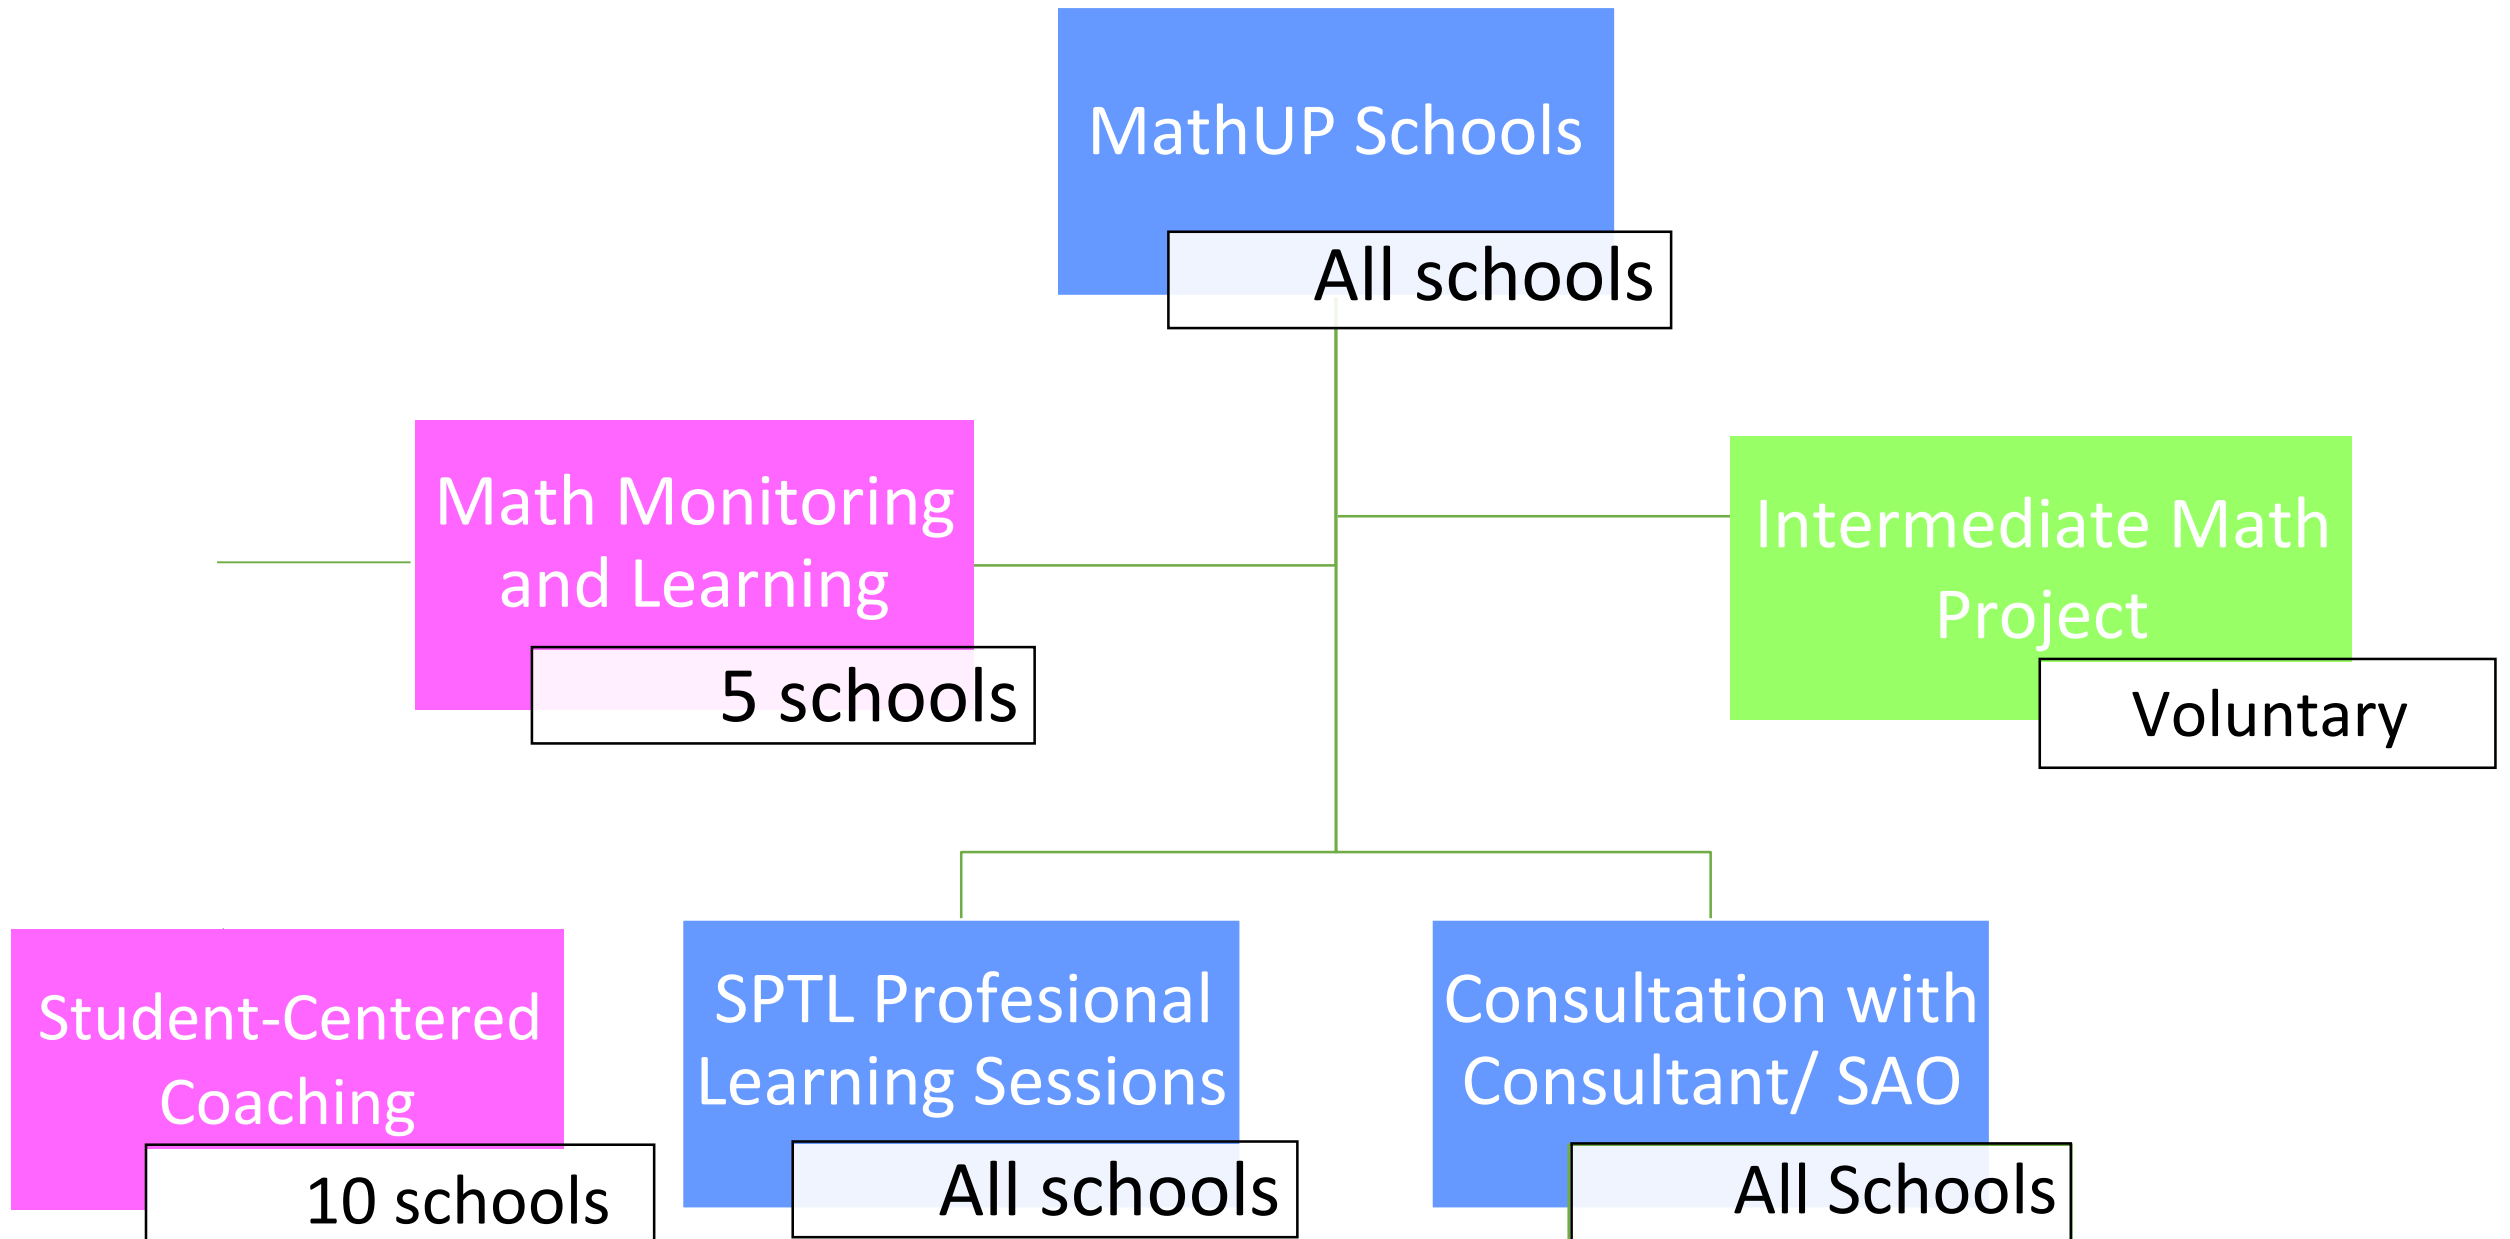 MathUP Schools
All schools
Math Monitoring
and Learning
5 schools
Intermediate Math
Project
Voluntary
Student-Centered
Coaching
10 schools
SPTL Profesional
Learning Sessions
All schools
Consultation with
Consultant/ SAO
All Schools